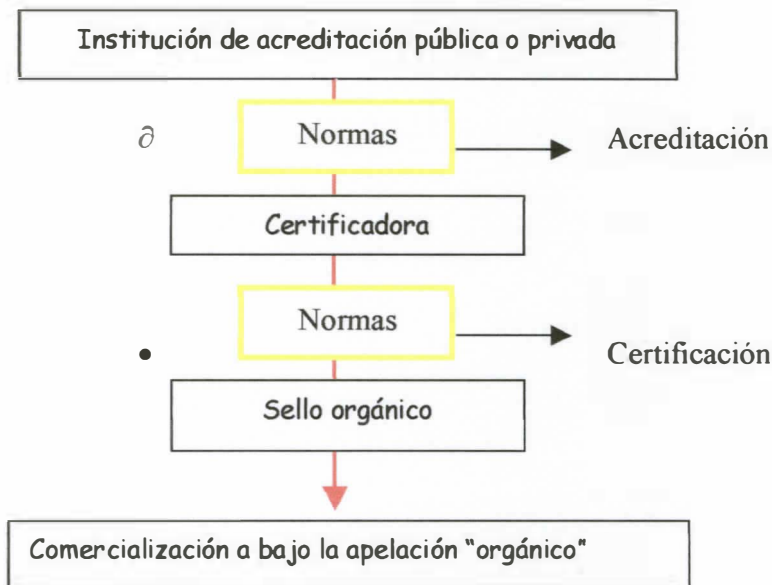 Institución de acreditación pública o privada
∂ Normas Acreditación
Certificadora
Normas
• Certificación
Sello orgánico
Comercialización a bajo la apelación "orgánico"